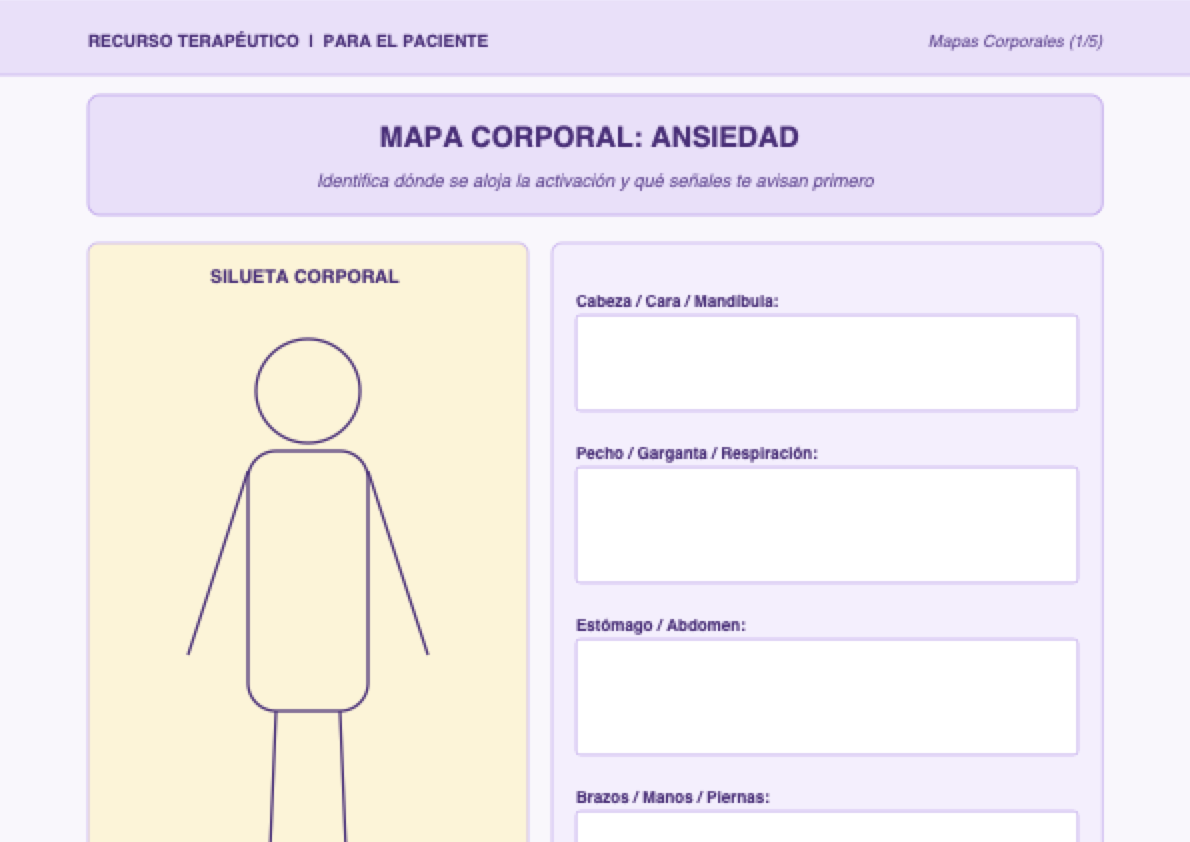 RECURSO TERAPÉUTICO | PARA EL PACIENTE
Mapas Corporales (1/5)
MAPA CORPORAL: ANSIEDAD
Identifica dónde se aloja la activación y qué señales te avisan primero
SILUETA CORPORAL
Cabeza / Cara / Mandíbula:
Pecho / Garganta / Respiración:
Estómago / Abdomen:
Brazos / Manos / Piernas: